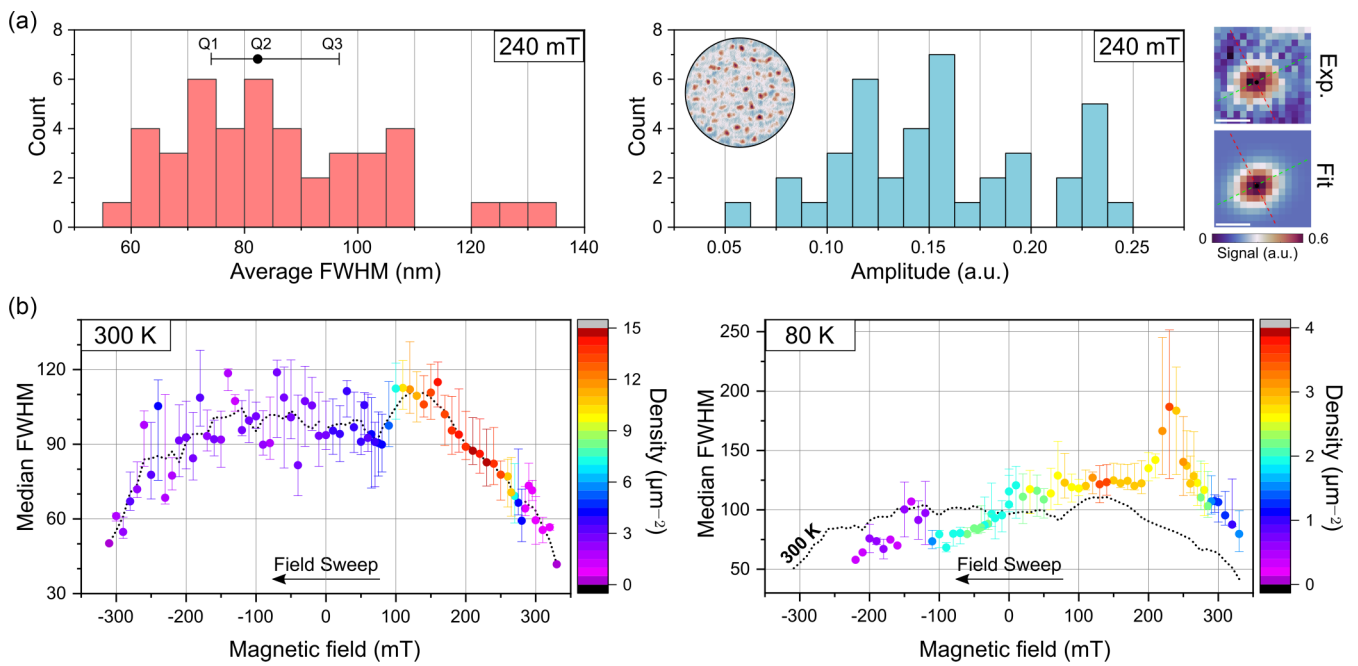 (a)
8
6
4
2
0
Count
240 mT
Q1 Q2 Q3
60 80 100 120 140
Average FWHM (nm)
8
6
4
2
0
Count
240 mT
0.05 0.10 0.15 0.20 0.25
Amplitude (a.u.)
Exp.
Fit
0 0.6
Signal (a.u.)
(b)
300 K
120
90
60
30
Median FWHM
Field Sweep
-300 -200 -100 0 100 200 300
Magnetic field (mT)
15
12
9
6
3
0
Density (μm⁻²)
80 K
250
200
150
100
50
Median FWHM
300 K
Field Sweep
-300 -200 -100 0 100 200 300
Magnetic field (mT)
4
3
2
1
0
Density (μm⁻²)